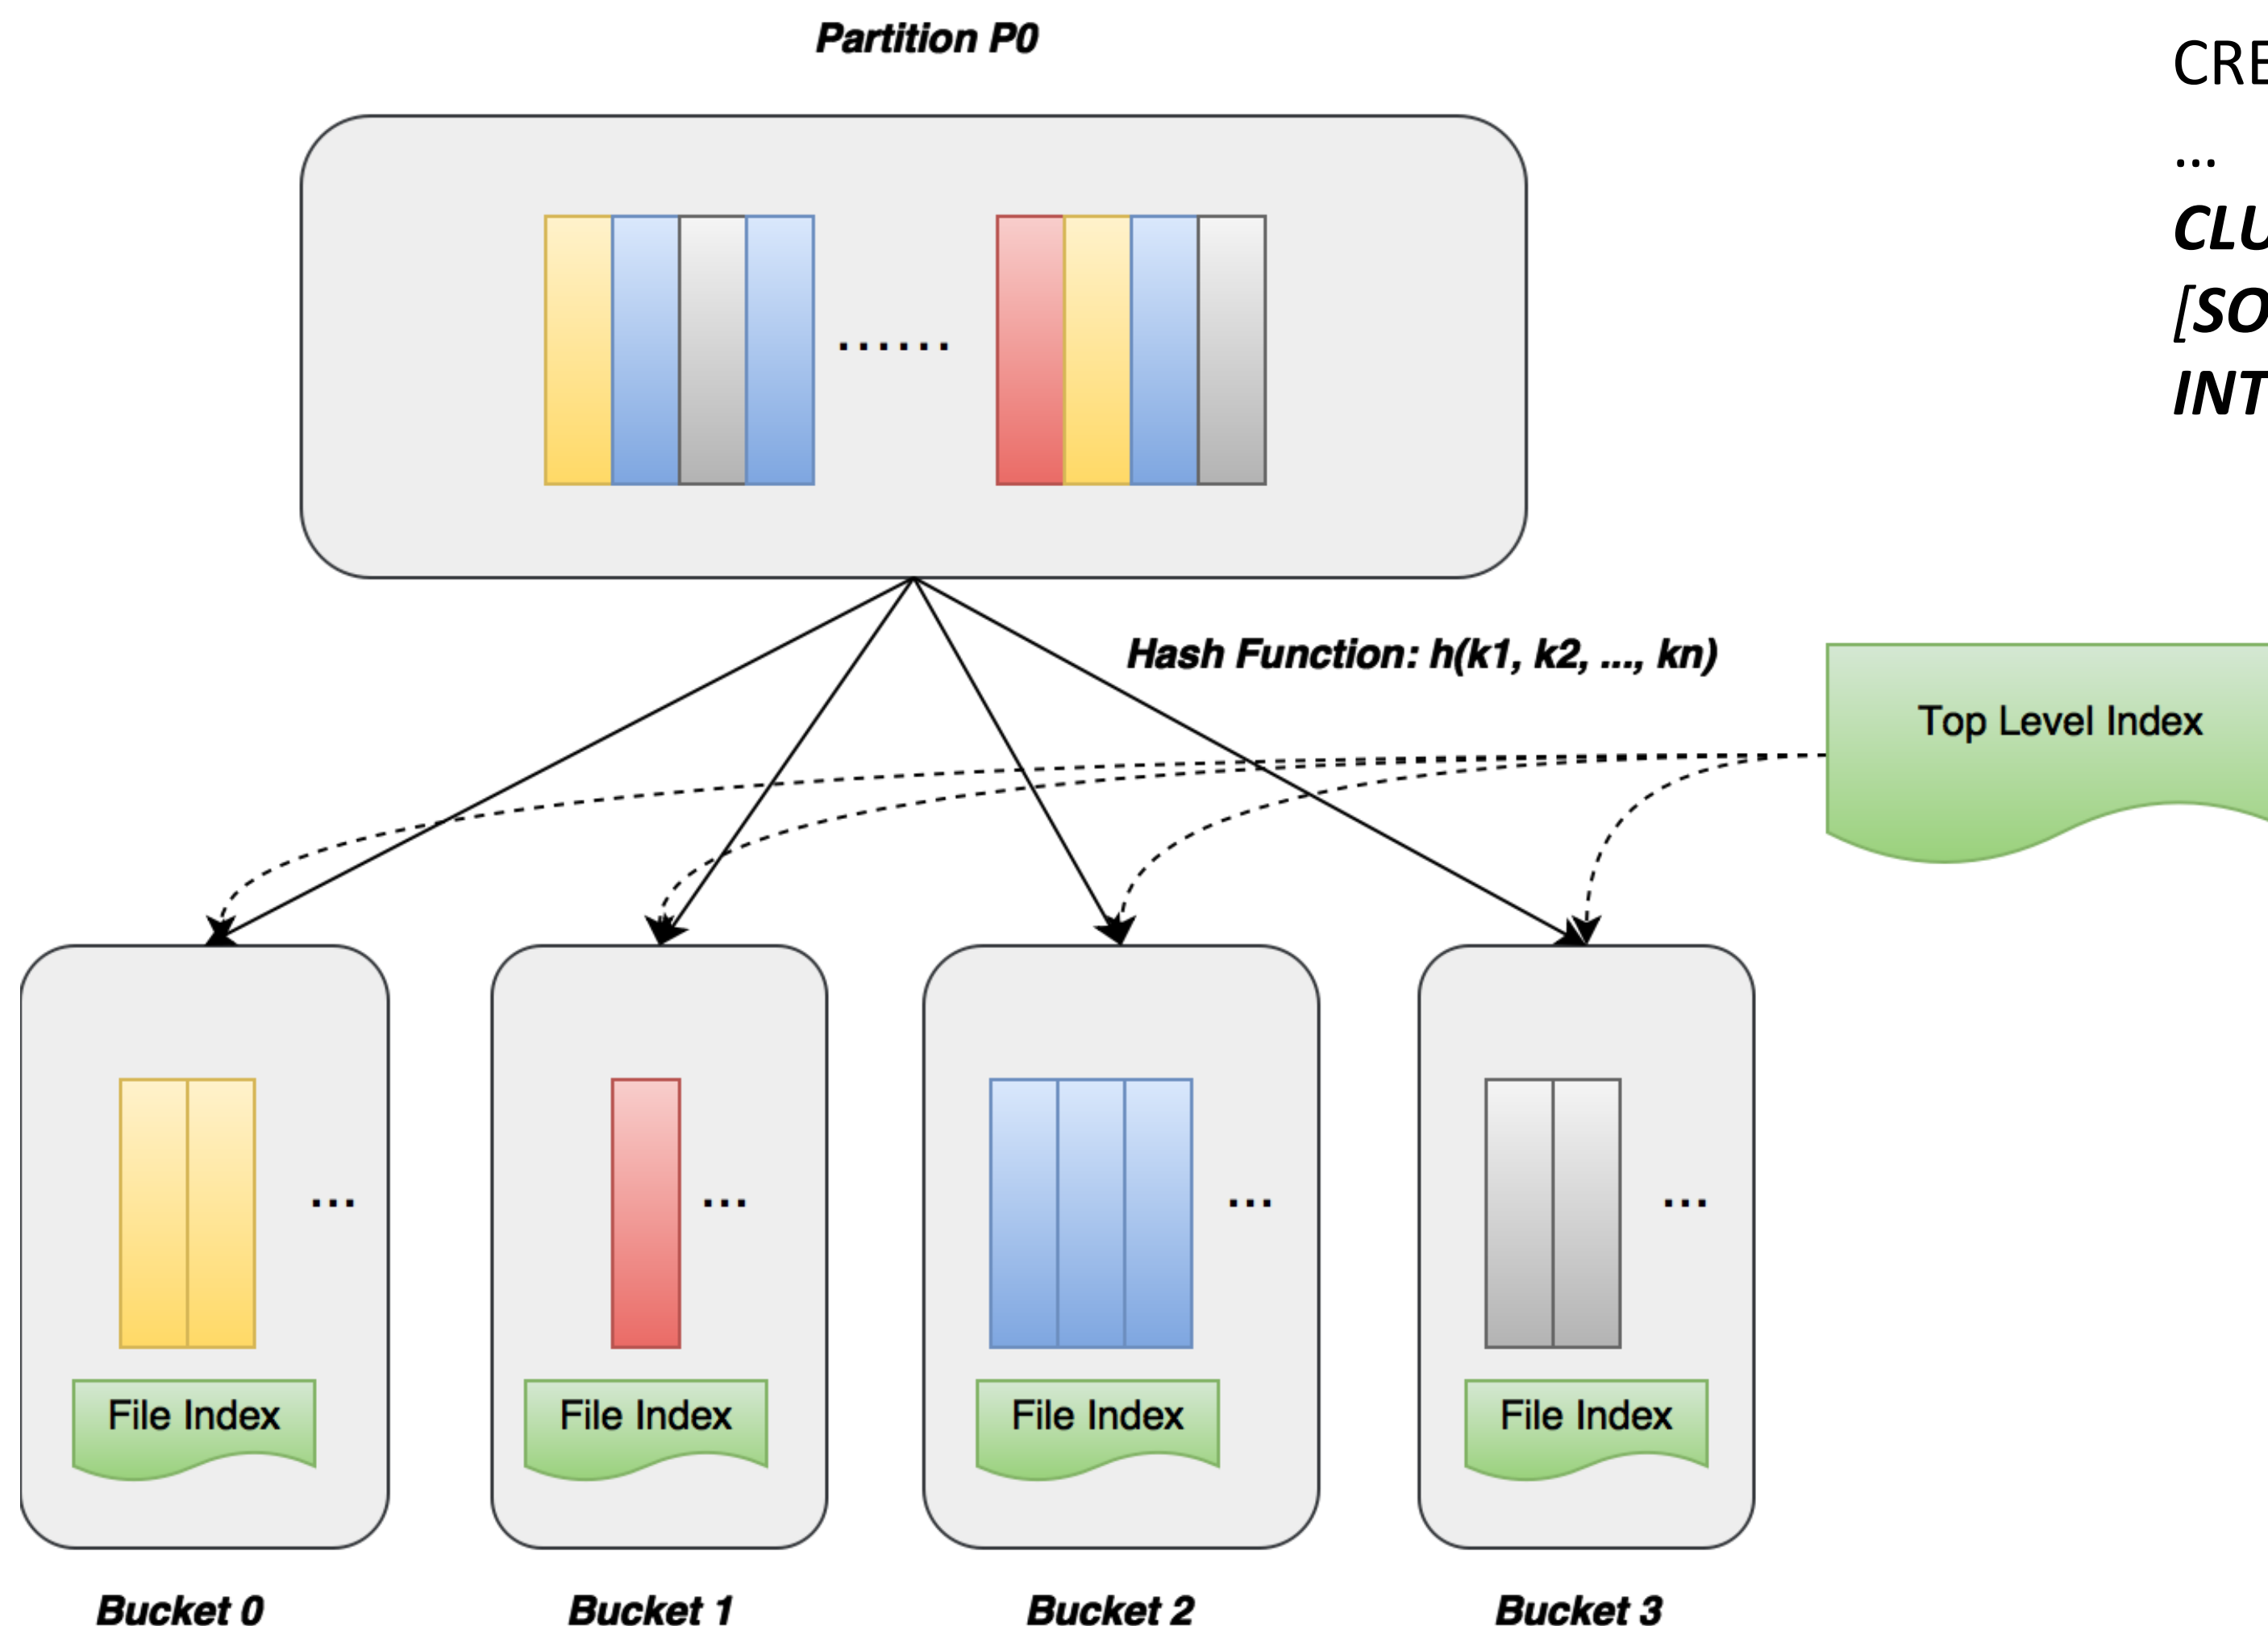 Partition P0
CRE
...
CLU
[SO
INT
......
Hash Function: h(k1, k2, ..., kn)
Top Level Index
... ... ... ...
File Index File Index File Index File Index
Bucket 0 Bucket 1 Bucket 2 Bucket 3